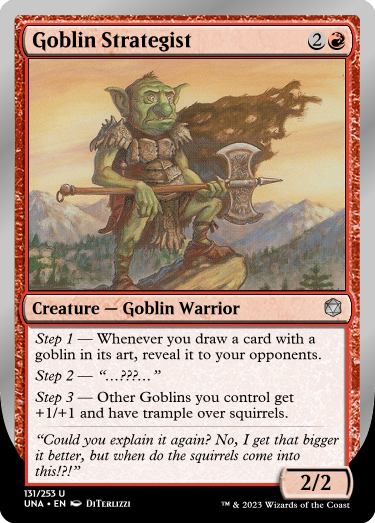 Goblin Strategist 2
Creature — Goblin Warrior
Step 1 — Whenever you draw a card with a
goblin in its art, reveal it to your opponents.
Step 2 — “...???...”
Step 3 — Other Goblins you control get
+1/+1 and have trample over squirrels.
“Could you explain it again? No, I get that bigger
it better, but when do the squirrels come into
this!?!”
2/2
131/253 U
UNA • EN DiTerlizzi
™ & © 2023 Wizards of the Coast